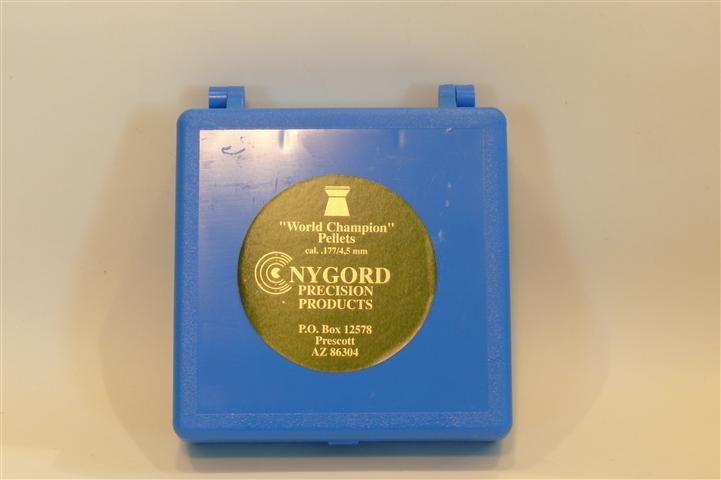 "World Champion"
Pellets
cal. .177/4,5 mm
NYGORD
PRECISION
PRODUCTS
P.O. Box 12578
Prescott
AZ 86304